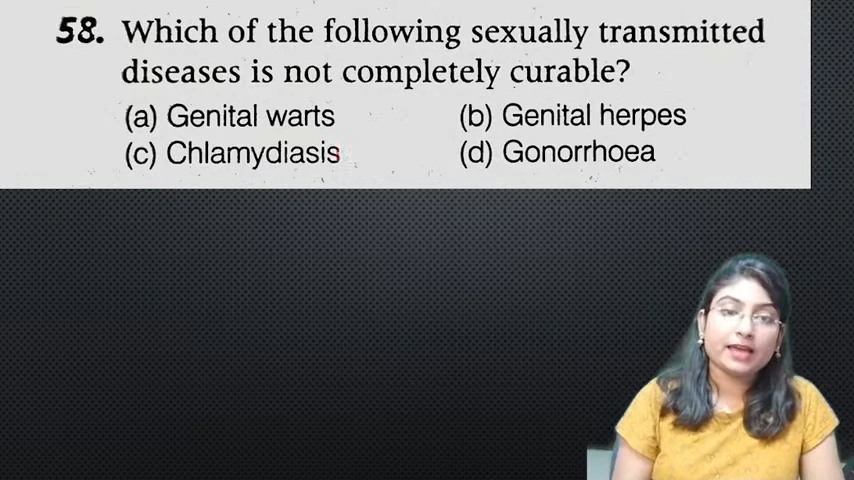 58. Which of the following sexually transmitted
diseases is not completely curable?
(a) Genital warts (b) Genital herpes
(c) Chlamydiasis (d) Gonorrhoea